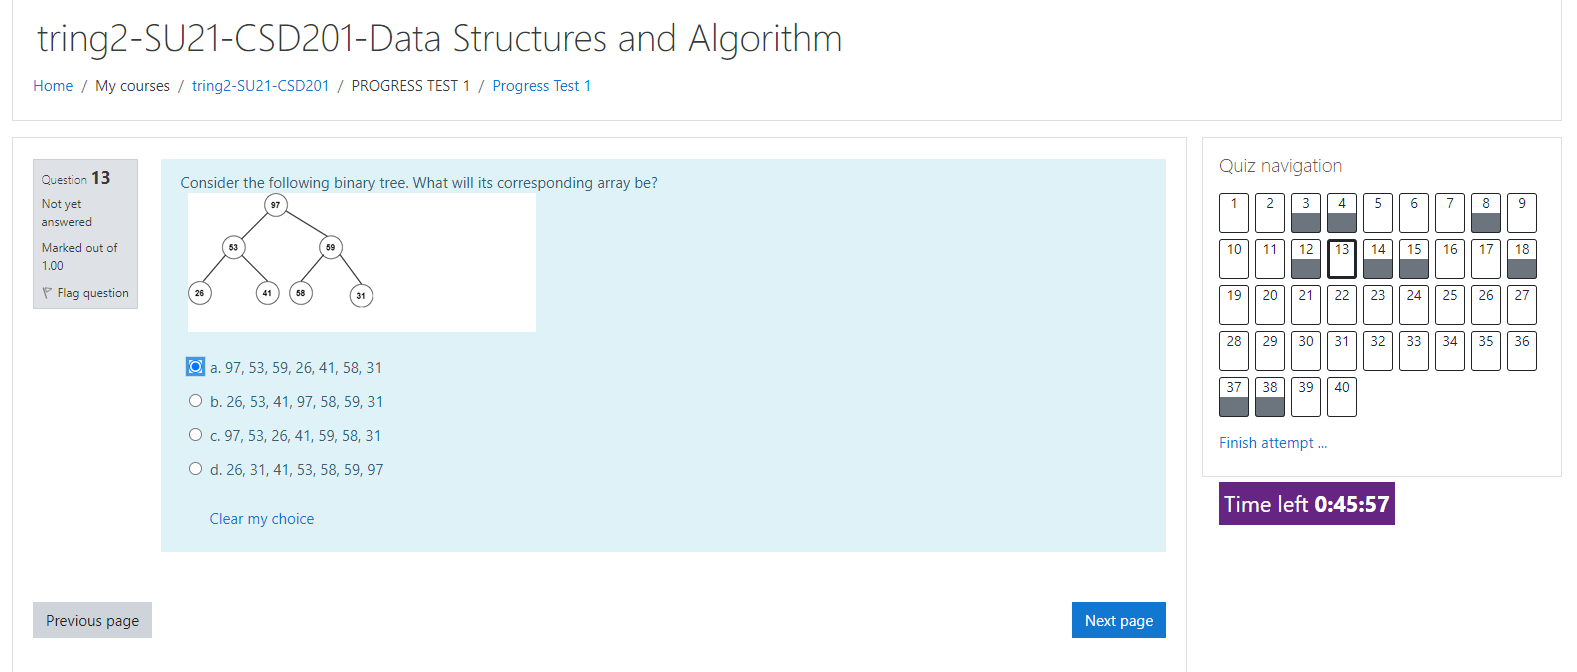 tring2-SU21-CSD201-Data Structures and Algorithm
Home / My courses / tring2-SU21-CSD201 / PROGRESS TEST 1 / Progress Test 1
Question 13
Not yet
answered
Marked out of
1.00
Flag question
Consider the following binary tree. What will its corresponding array be?
97
53 59
26 41 58 31
a. 97, 53, 59, 26, 41, 58, 31
b. 26, 53, 41, 97, 58, 59, 31
c. 97, 53, 26, 41, 59, 58, 31
d. 26, 31, 41, 53, 58, 59, 97
Clear my choice
Previous page
Next page
Quiz navigation
1 2 3 4 5 6 7 8 9
10 11 12 13 14 15 16 17 18
19 20 21 22 23 24 25 26 27
28 29 30 31 32 33 34 35 36
37 38 39 40
Finish attempt ...
Time left 0:45:57